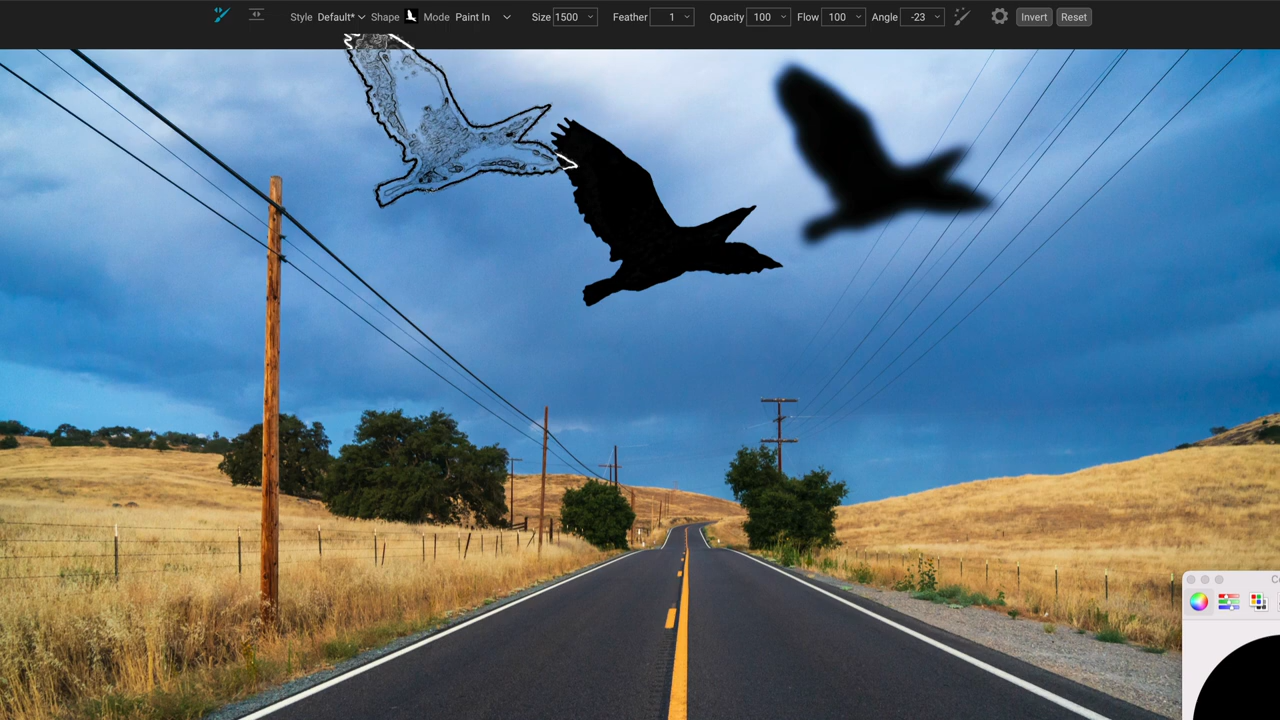 Style Default* Shape Mode Paint In Size 1500 Feather 1 Opacity 100 Flow 100 Angle -23 Invert Reset